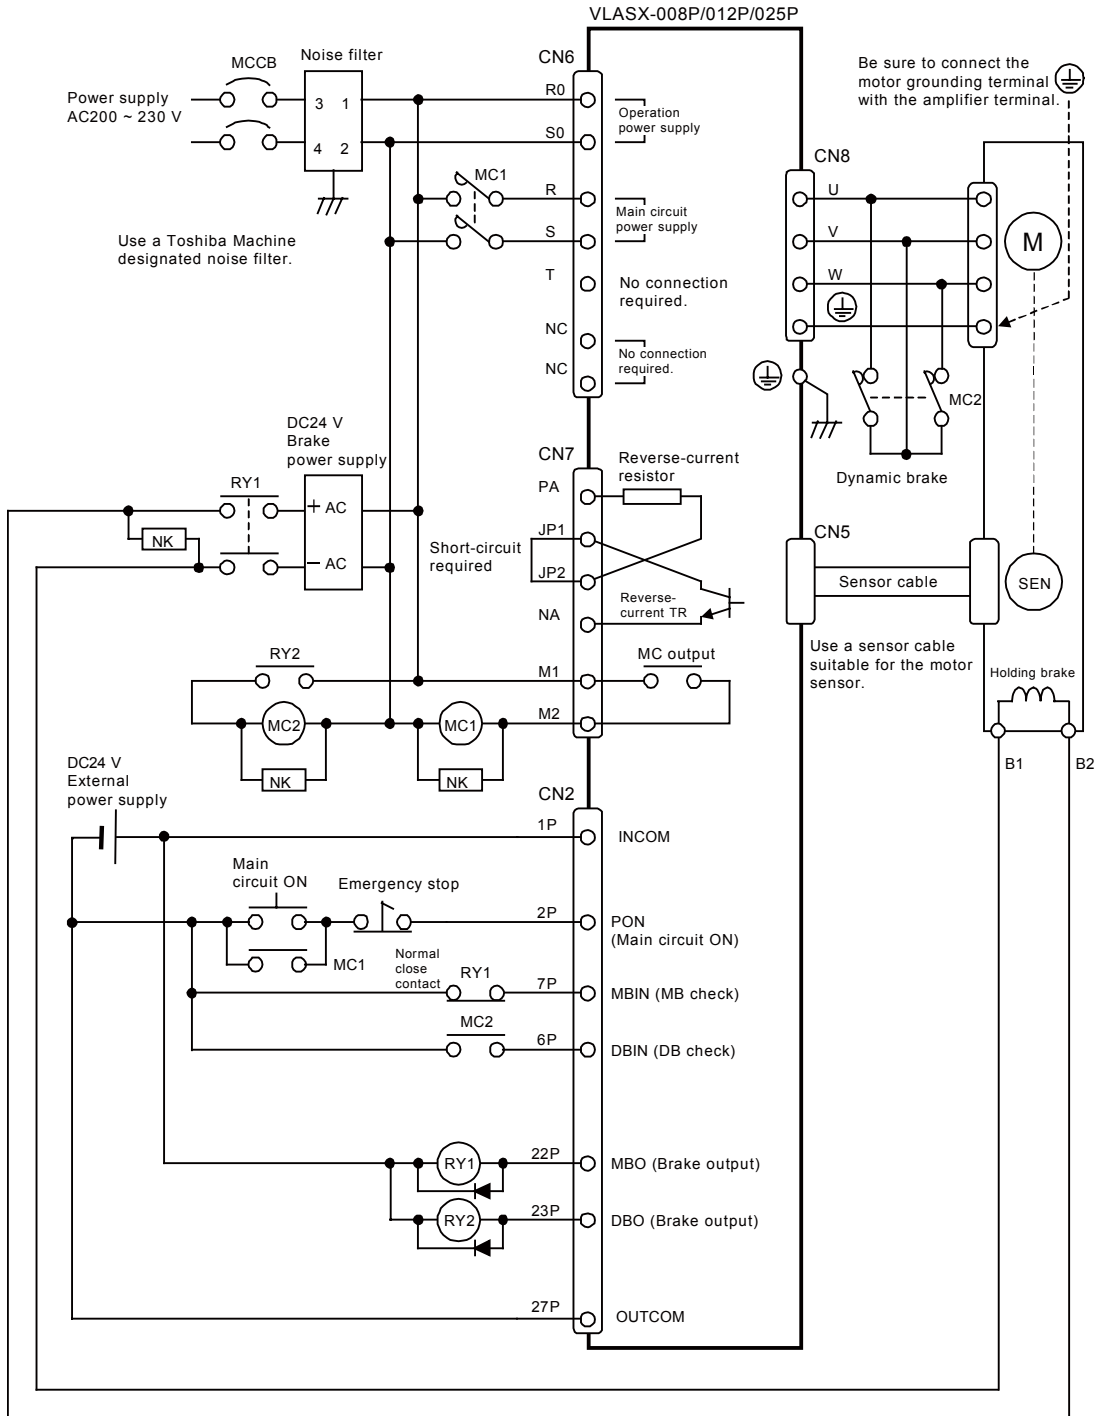 VLASX-008P/012P/025P
MCCB
Noise filter
CN6
Power supply
AC200 ~ 230 V
3 1
4 2
R0
S0
Operation
power supply
Be sure to connect the
motor grounding terminal
with the amplifier terminal.
CN8
MC1
R
S
Main circuit
power supply
U
V
W
M
Use a Toshiba Machine
designated noise filter.
T
No connection
required.
NC
NC
No connection
required.
MC2
Dynamic brake
DC24 V
Brake
power supply
RY1
+ AC
− AC
NK
CN7
PA
Reverse-current
resistor
JP1
JP2
Short-circuit
required
NA
Reverse-
current TR
CN5
Sensor cable
SEN
Use a sensor cable
suitable for the motor
sensor.
RY2
M1
MC output
M2
MC2
MC1
NK
NK
Holding brake
B1
B2
DC24 V
External
power supply
CN2
1P
INCOM
Main
circuit ON
Emergency stop
2P
PON
(Main circuit ON)
MC1
Normal
close
contact
RY1
7P
MBIN (MB check)
MC2
6P
DBIN (DB check)
RY1
22P
MBO (Brake output)
RY2
23P
DBO (Brake output)
27P
OUTCOM